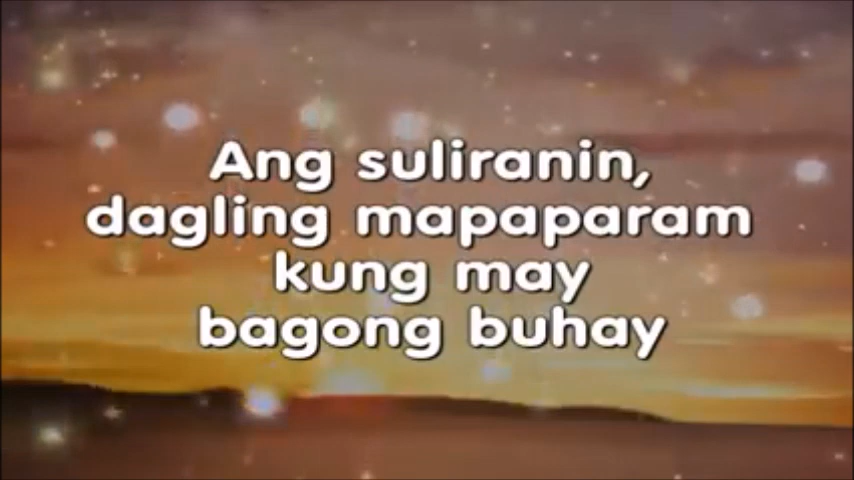 Ang suliranin,
dagling mapaparam
kung may
bagong buhay